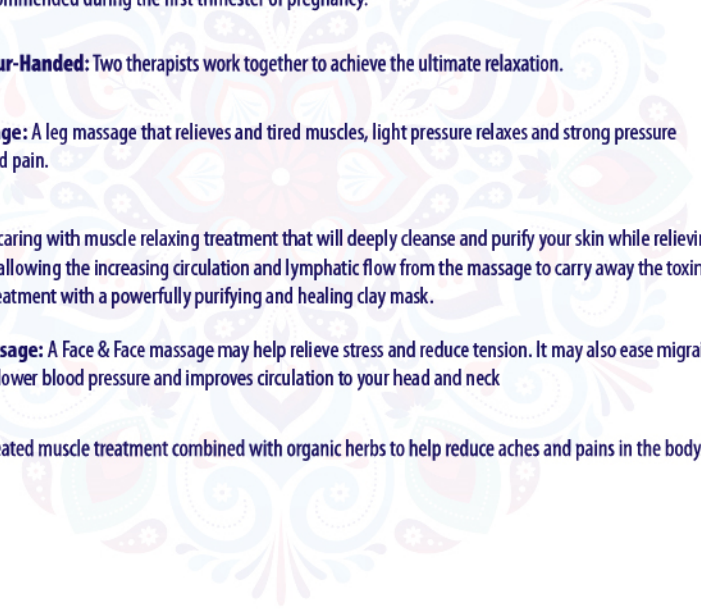 ommended during the first trimester of pregnancy.
ur-Handed: Two therapists work together to achieve the ultimate relaxation.
ge: A leg massage that relieves and tired muscles, light pressure relaxes and strong pressure
d pain.
caring with muscle relaxing treatment that will deeply cleanse and purify your skin while relievin
allowing the increasing circulation and lymphatic flow from the massage to carry away the toxin
eatment with a powerfully purifying and healing clay mask.
sage: A Face & Face massage may help relieve stress and reduce tension. It may also ease migrai
lower blood pressure and improves circulation to your head and neck
eated muscle treatment combined with organic herbs to help reduce aches and pains in the body